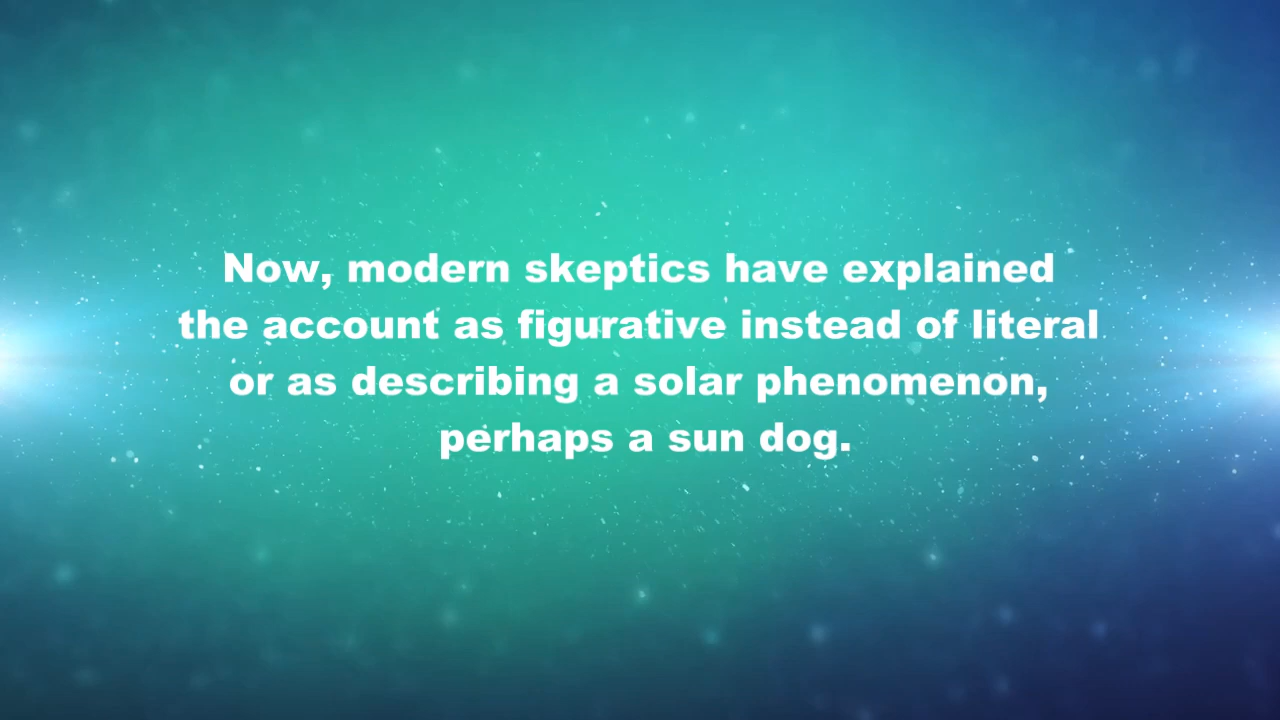 Now, modern skeptics have explained
the account as figurative instead of literal
or as describing a solar phenomenon,
perhaps a sun dog.